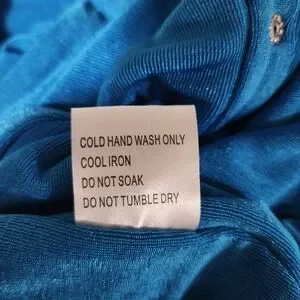 COLD HAND WASH ONLY
COOL IRON
DO NOT SOAK
DO NOT TUMBLE DRY